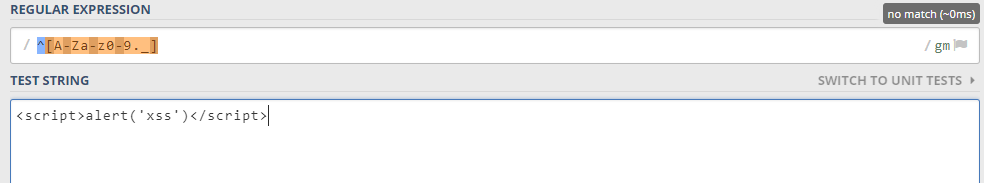 REGULAR EXPRESSION
no match (~0ms)
/ ^[A-Za-z0-9._] / gm
TEST STRING
SWITCH TO UNIT TESTS
<script>alert('xss')</script>